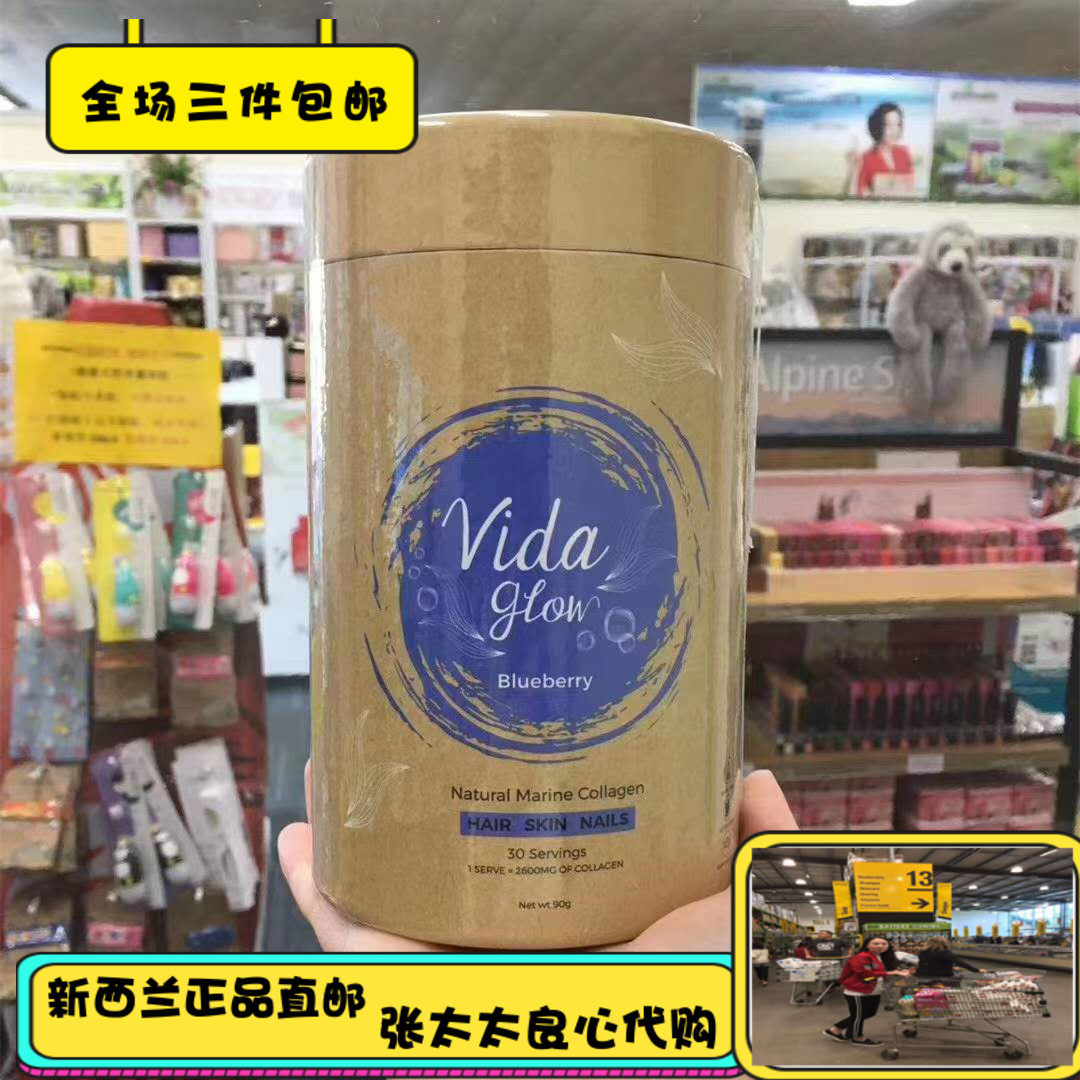 全场三件包邮
Alpine S
Vida
glow
Blueberry
Natural Marine Collagen
HAIR SKIN NAILS
30 Servings
1 SERVE = 2600MG OF COLLAGEN
Net wt 90g
13
新西兰正品直邮
张太太良心代购